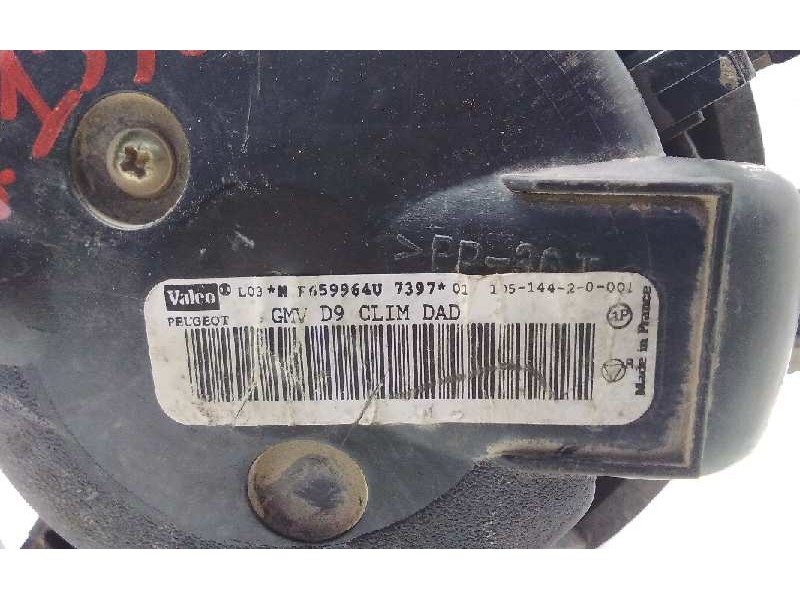 >PP-
Valeo L03*M F659964U 7397*01 105-144-2-0-001
PEUGEOT GMV D9 CLIM DAD
1P
Made in France